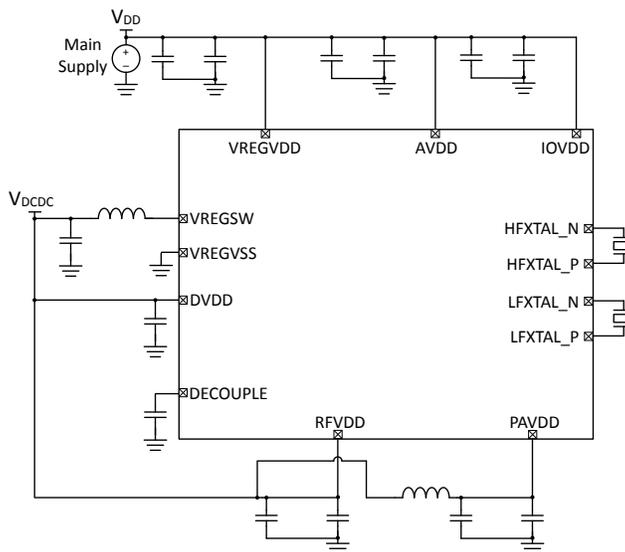 VDD
Main
Supply
+
−
VREGVDD
AVDD
IOVDD
VDCDC
VREGSW
HFXTAL_N
VREGVSS
HFXTAL_P
DVDD
LFXTAL_N
LFXTAL_P
DECOUPLE
RFVDD
PAVDD